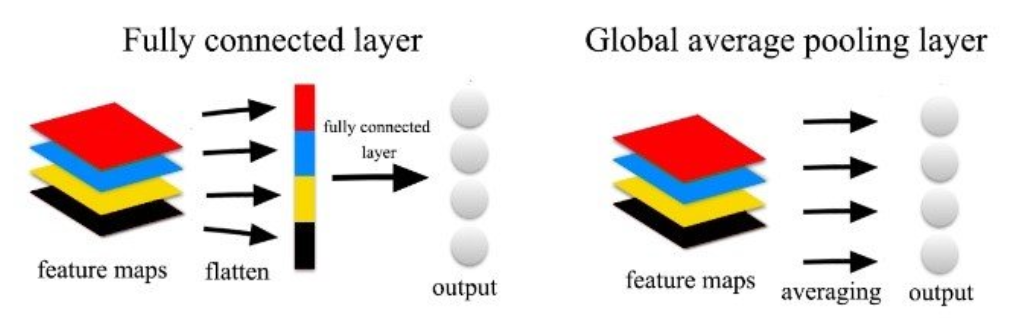 Fully connected layer
Global average pooling layer
fully connected
layer
feature maps
flatten
output
feature maps
averaging
output